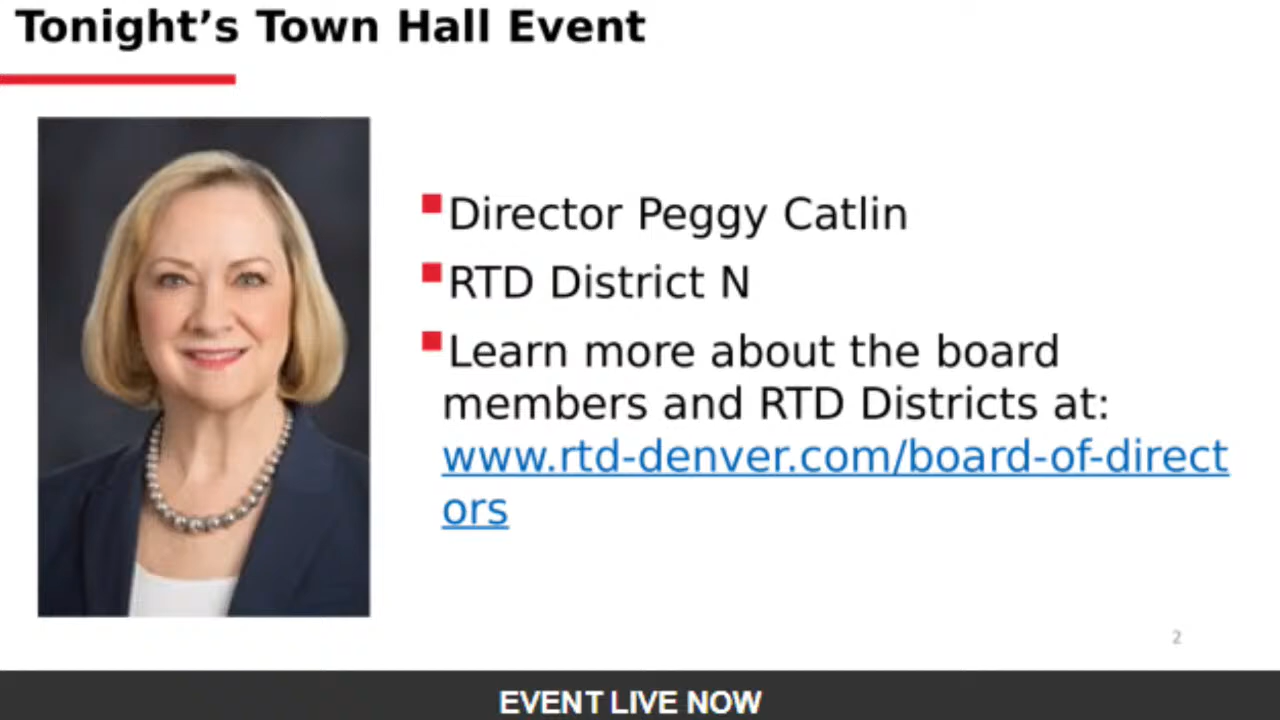 Tonight’s Town Hall Event
Director Peggy Catlin
RTD District N
Learn more about the board
members and RTD Districts at:
www.rtd-denver.com/board-of-direct
ors
2
EVENT LIVE NOW